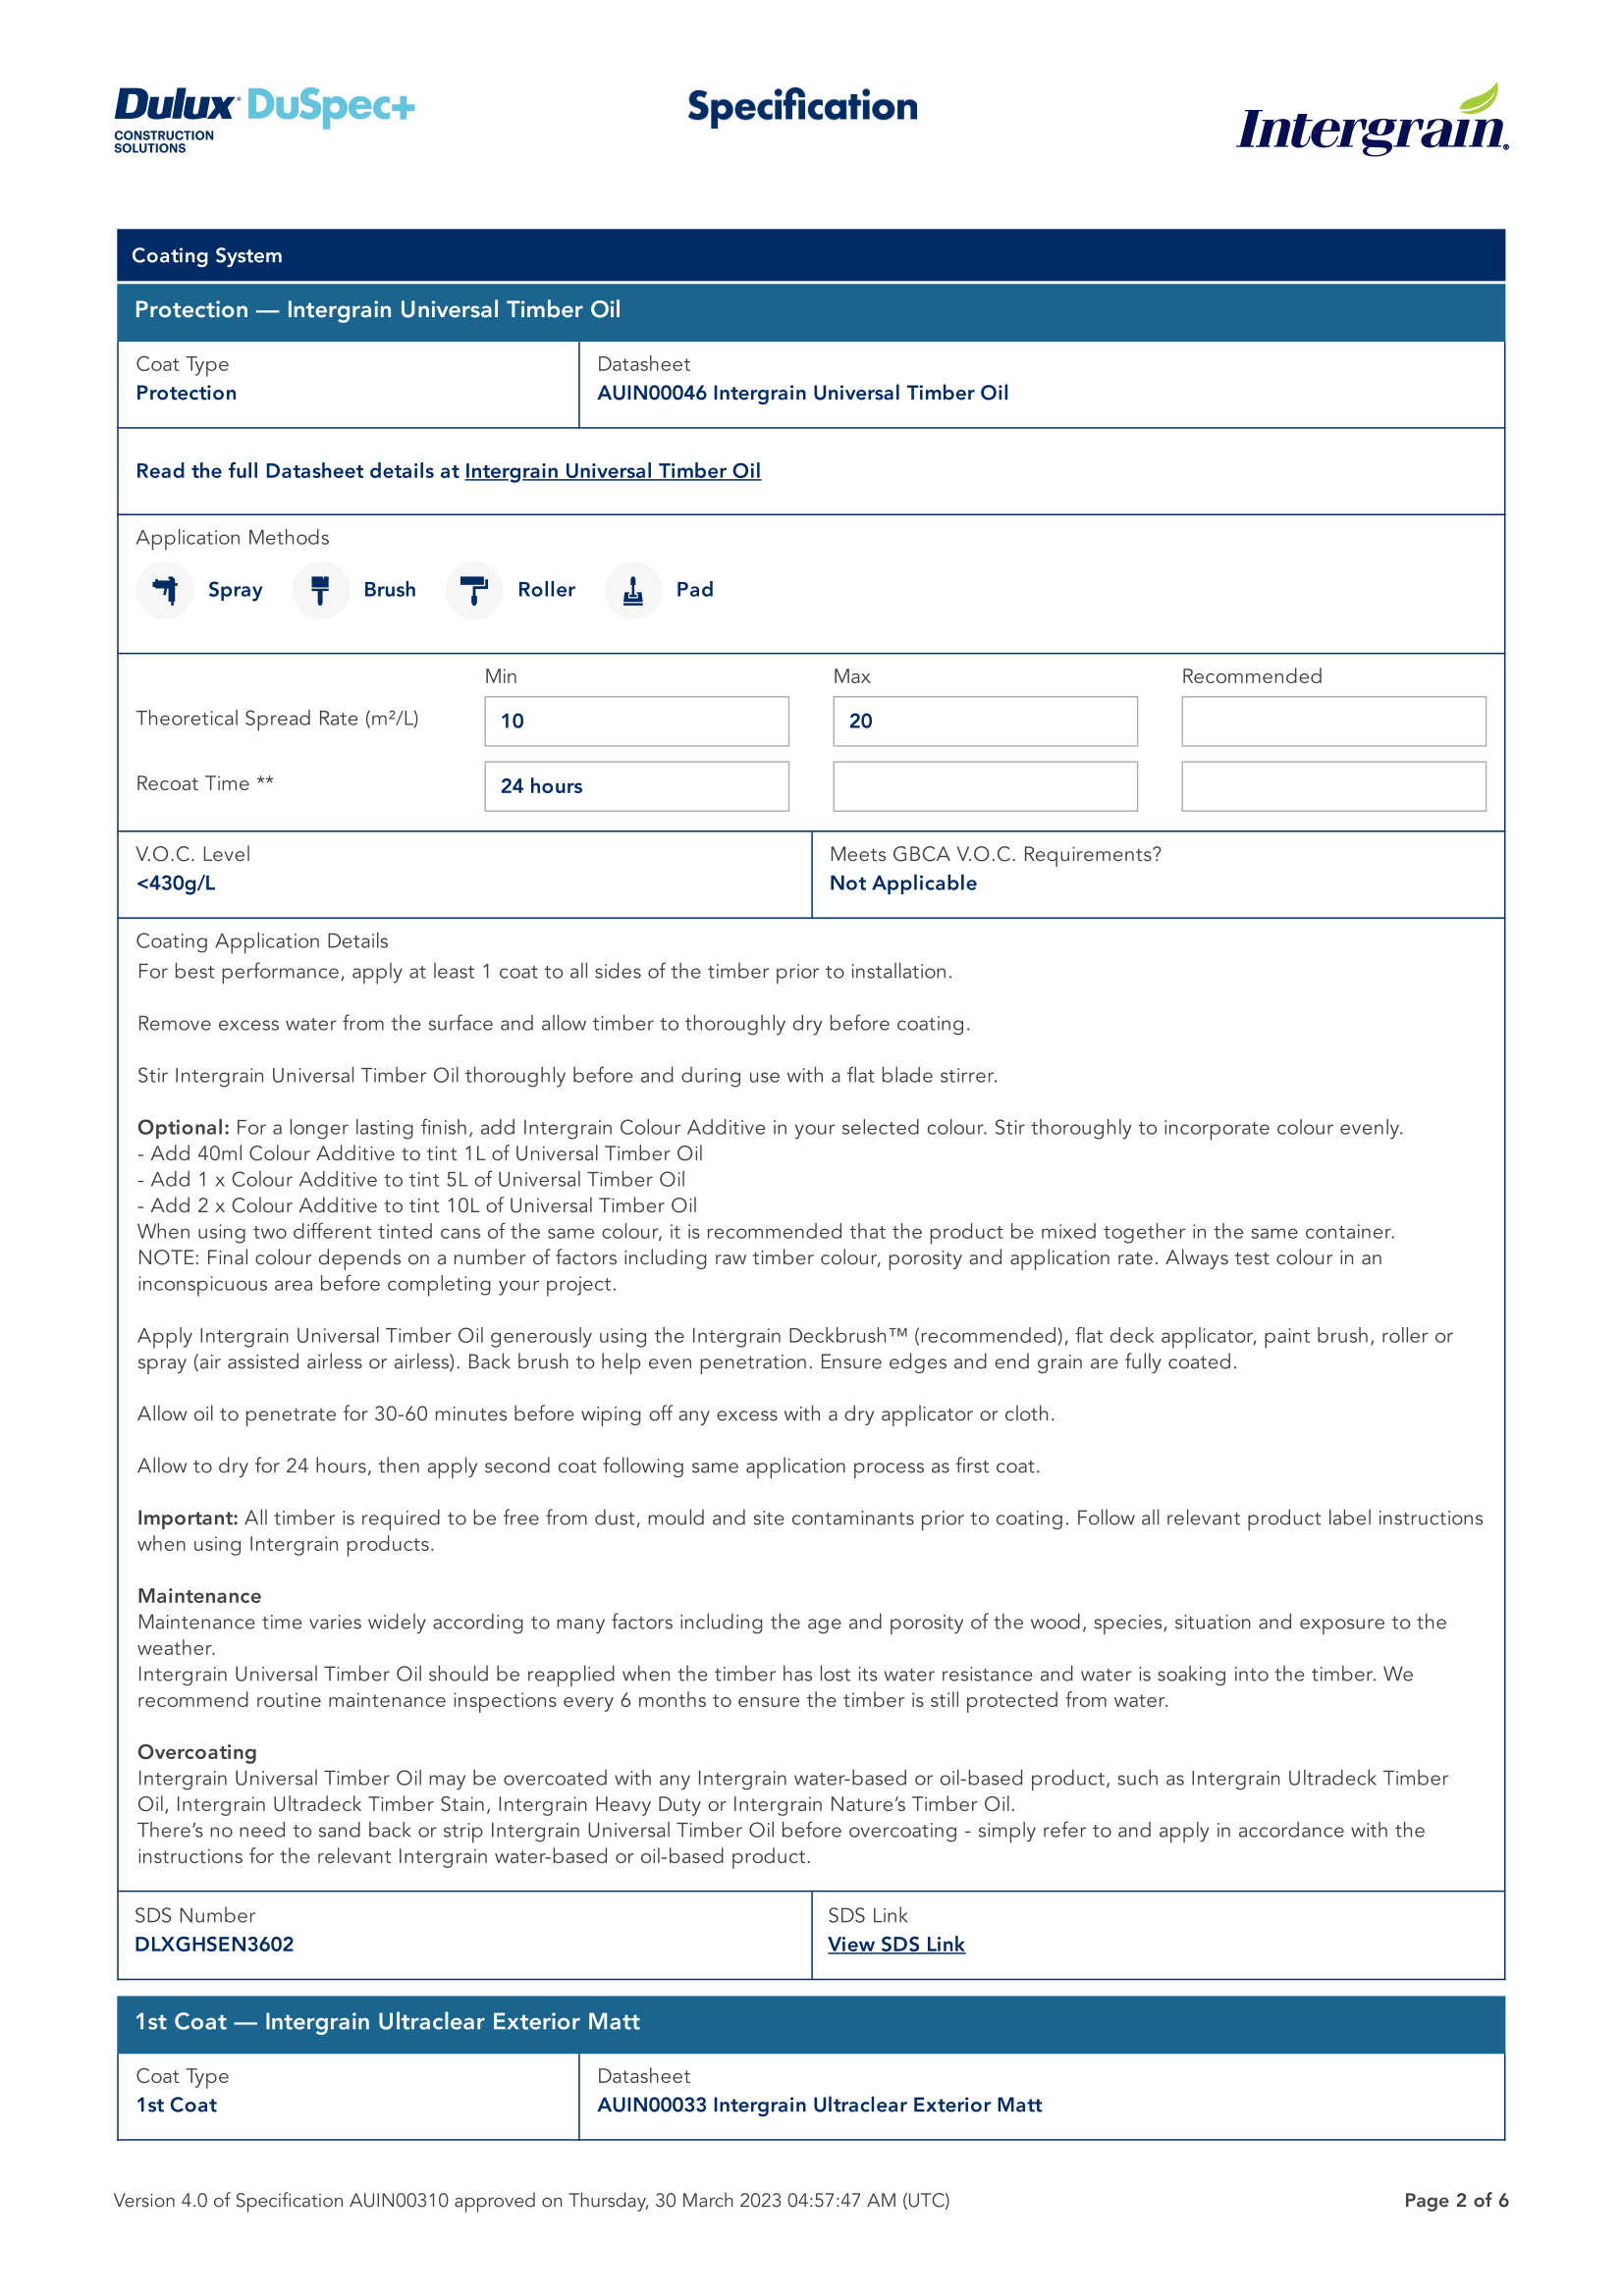 Dulux DuSpec+
CONSTRUCTION
SOLUTIONS
Specification
Intergrain®
Coating System
Protection — Intergrain Universal Timber Oil
Coat Type
Protection
Datasheet
AUIN00046 Intergrain Universal Timber Oil
Read the full Datasheet details at Intergrain Universal Timber Oil
Application Methods
Spray Brush Roller Pad
Min Max Recommended
Theoretical Spread Rate (m²/L) 10 20
Recoat Time ** 24 hours
V.O.C. Level
<430g/L
Meets GBCA V.O.C. Requirements?
Not Applicable
Coating Application Details
For best performance, apply at least 1 coat to all sides of the timber prior to installation.
Remove excess water from the surface and allow timber to thoroughly dry before coating.
Stir Intergrain Universal Timber Oil thoroughly before and during use with a flat blade stirrer.
Optional: For a longer lasting finish, add Intergrain Colour Additive in your selected colour. Stir thoroughly to incorporate colour evenly.
- Add 40ml Colour Additive to tint 1L of Universal Timber Oil
- Add 1 x Colour Additive to tint 5L of Universal Timber Oil
- Add 2 x Colour Additive to tint 10L of Universal Timber Oil
When using two different tinted cans of the same colour, it is recommended that the product be mixed together in the same container.
NOTE: Final colour depends on a number of factors including raw timber colour, porosity and application rate. Always test colour in an
inconspicuous area before completing your project.
Apply Intergrain Universal Timber Oil generously using the Intergrain Deckbrush™ (recommended), flat deck applicator, paint brush, roller or
spray (air assisted airless or airless). Back brush to help even penetration. Ensure edges and end grain are fully coated.
Allow oil to penetrate for 30-60 minutes before wiping off any excess with a dry applicator or cloth.
Allow to dry for 24 hours, then apply second coat following same application process as first coat.
Important: All timber is required to be free from dust, mould and site contaminants prior to coating. Follow all relevant product label instructions
when using Intergrain products.
Maintenance
Maintenance time varies widely according to many factors including the age and porosity of the wood, species, situation and exposure to the
weather.
Intergrain Universal Timber Oil should be reapplied when the timber has lost its water resistance and water is soaking into the timber. We
recommend routine maintenance inspections every 6 months to ensure the timber is still protected from water.
Overcoating
Intergrain Universal Timber Oil may be overcoated with any Intergrain water-based or oil-based product, such as Intergrain Ultradeck Timber
Oil, Intergrain Ultradeck Timber Stain, Intergrain Heavy Duty or Intergrain Nature’s Timber Oil.
There’s no need to sand back or strip Intergrain Universal Timber Oil before overcoating - simply refer to and apply in accordance with the
instructions for the relevant Intergrain water-based or oil-based product.
SDS Number
DLXGHSEN3602
SDS Link
View SDS Link
1st Coat — Intergrain Ultraclear Exterior Matt
Coat Type
1st Coat
Datasheet
AUIN00033 Intergrain Ultraclear Exterior Matt
Version 4.0 of Specification AUIN00310 approved on Thursday, 30 March 2023 04:57:47 AM (UTC)
Page 2 of 6